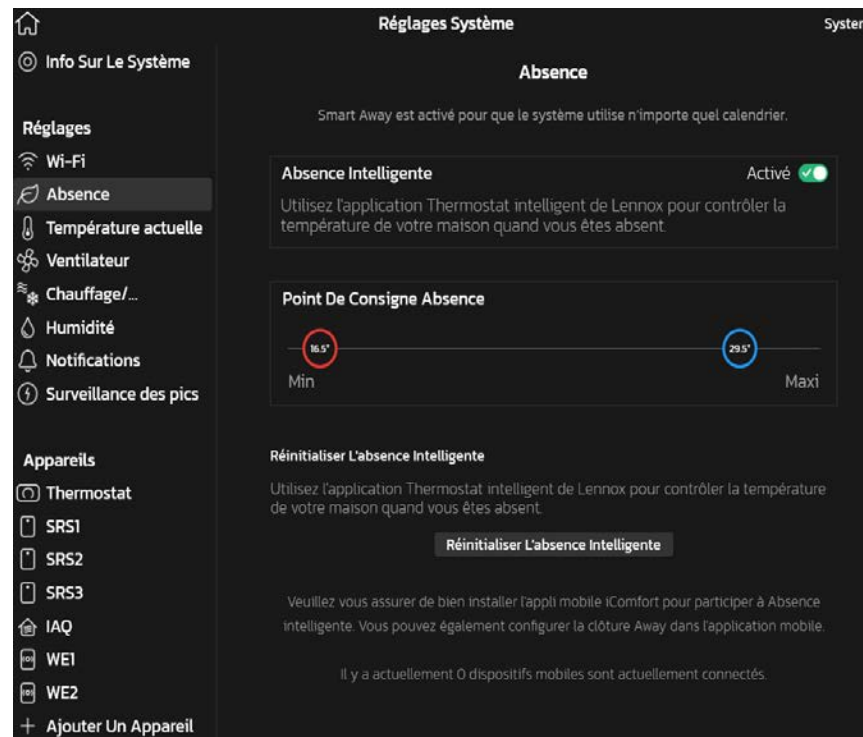 Réglages Système
Syster
Info Sur Le Système
Réglages
Wi-Fi
Absence
Température actuelle
Ventilateur
Chauffage/...
Humidité
Notifications
Surveillance des pics
Appareils
Thermostat
SRS1
SRS2
SRS3
IAQ
WE1
WE2
Ajouter Un Appareil
Absence
Smart Away est activé pour que le système utilise n'importe quel calendrier.
Absence Intelligente
Activé
Utilisez l'application Thermostat intelligent de Lennox pour contrôler la
température de votre maison quand vous êtes absent.
Point De Consigne Absence
16.5°
29.5°
Min
Maxi
Réinitialiser L'absence Intelligente
Utilisez l'application Thermostat intelligent de Lennox pour contrôler la température
de votre maison quand vous êtes absent.
Réinitialiser L'absence Intelligente
Veuillez vous assurer de bien installer l'appli mobile iComfort pour participer à Absence
intelligente. Vous pouvez également configurer la clôture Away dans l'application mobile.
Il y a actuellement 0 dispositifs mobiles sont actuellement connectés.